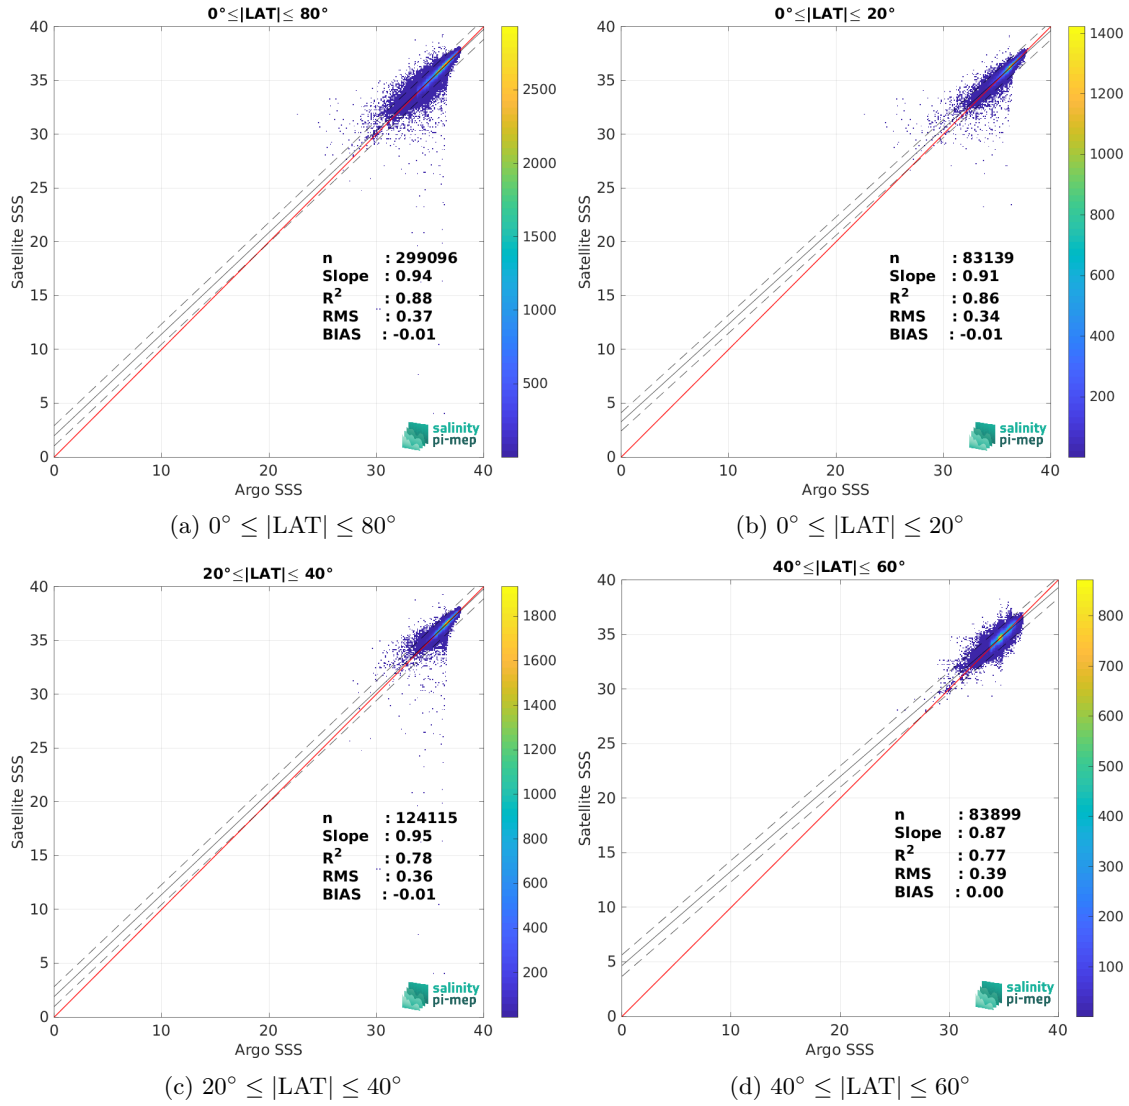 0°≤|LAT|≤ 80°
40
35
30
25
20
15
10
5
0
Satellite SSS
0
10
20
30
40
Argo SSS
n : 299096
Slope : 0.94
R² : 0.88
RMS : 0.37
BIAS : -0.01
salinity
pi-mep
2500
2000
1500
1000
500
(a) 0° ≤ |LAT| ≤ 80°
0°≤|LAT|≤ 20°
40
35
30
25
20
15
10
5
0
Satellite SSS
0
10
20
30
40
Argo SSS
n : 83139
Slope : 0.91
R² : 0.86
RMS : 0.34
BIAS : -0.01
salinity
pi-mep
1400
1200
1000
800
600
400
200
(b) 0° ≤ |LAT| ≤ 20°
20°≤|LAT|≤ 40°
40
35
30
25
20
15
10
5
0
Satellite SSS
0
10
20
30
40
Argo SSS
n : 124115
Slope : 0.95
R² : 0.78
RMS : 0.36
BIAS : -0.01
salinity
pi-mep
1800
1600
1400
1200
1000
800
600
400
200
(c) 20° ≤ |LAT| ≤ 40°
40°≤|LAT|≤ 60°
40
35
30
25
20
15
10
5
0
Satellite SSS
0
10
20
30
40
Argo SSS
n : 83899
Slope : 0.87
R² : 0.77
RMS : 0.39
BIAS : 0.00
salinity
pi-mep
800
700
600
500
400
300
200
100
(d) 40° ≤ |LAT| ≤ 60°